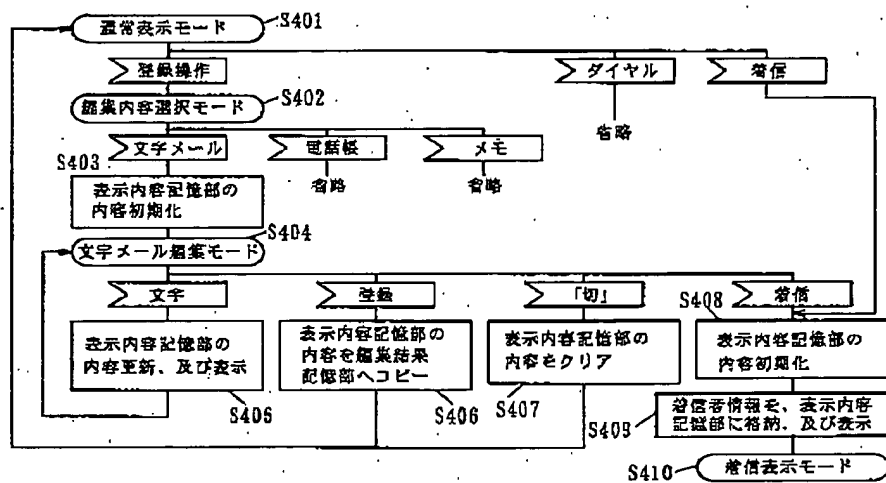 通常表示モード
S401
登録操作
ダイヤル
着信
編集内容選択モード
S402
省略
文字メール
電話帳
メモ
S403
省略
省略
表示内容記憶部の
内容初期化
S404
文字メール編集モード
文字
登録
「切」
着信
S408
表示内容記憶部の
内容更新、及び表示
S405
表示内容記憶部の
内容を編集結果
記憶部へコピー
S406
表示内容記憶部の
内容をクリア
S407
表示内容記憶部の
内容初期化
着信者情報を、表示内容
記憶部に格納、及び表示
S409
着信表示モード
S410